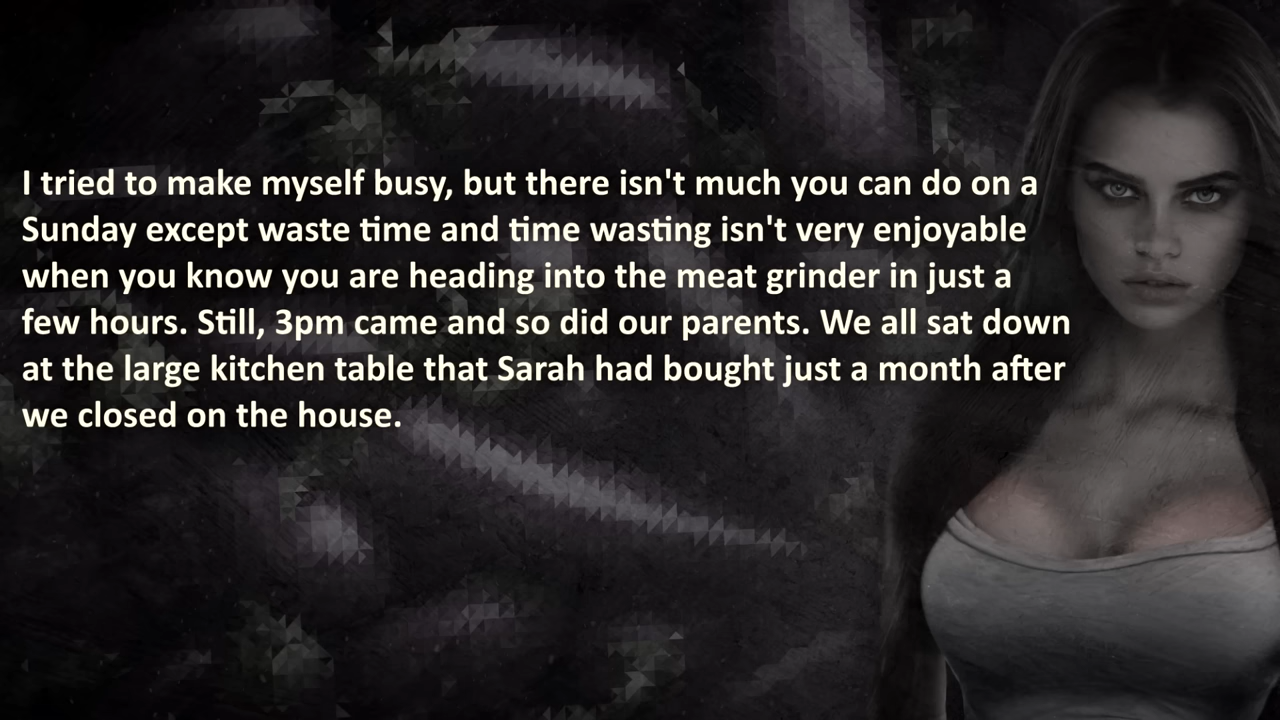 I tried to make myself busy, but there isn't much you can do on a
Sunday except waste time and time wasting isn't very enjoyable
when you know you are heading into the meat grinder in just a
few hours. Still, 3pm came and so did our parents. We all sat down
at the large kitchen table that Sarah had bought just a month after
we closed on the house.